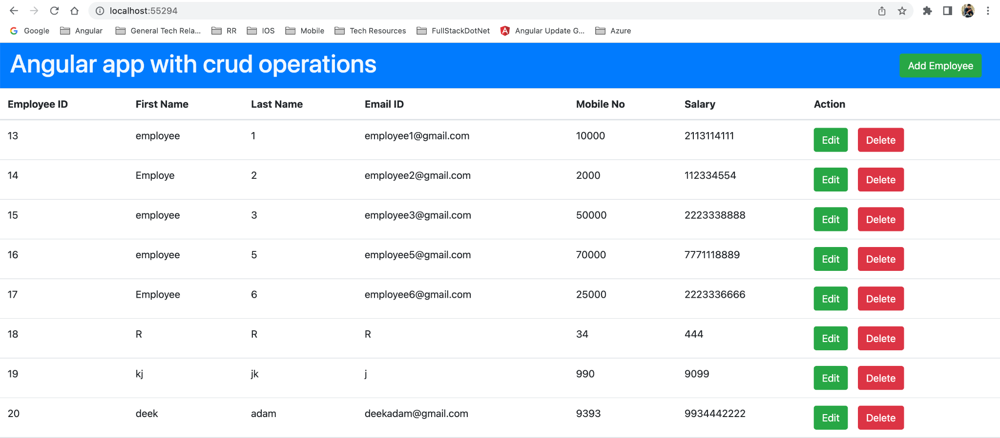 localhost:55294
Google Angular General Tech Rela... RR IOS Mobile Tech Resources FullStackDotNet Angular Update G... Azure
Angular app with crud operations Add Employee
Employee ID First Name Last Name Email ID Mobile No Salary Action
13 employee 1 employee1@gmail.com 10000 2113114111 Edit Delete
14 Employe 2 employee2@gmail.com 2000 112334554 Edit Delete
15 employee 3 employee3@gmail.com 50000 2223338888 Edit Delete
16 employee 5 employee5@gmail.com 70000 7771118889 Edit Delete
17 Employee 6 employee6@gmail.com 25000 2223336666 Edit Delete
18 R R R 34 444 Edit Delete
19 kj jk j 990 9099 Edit Delete
20 deek adam deekadam@gmail.com 9393 9934442222 Edit Delete